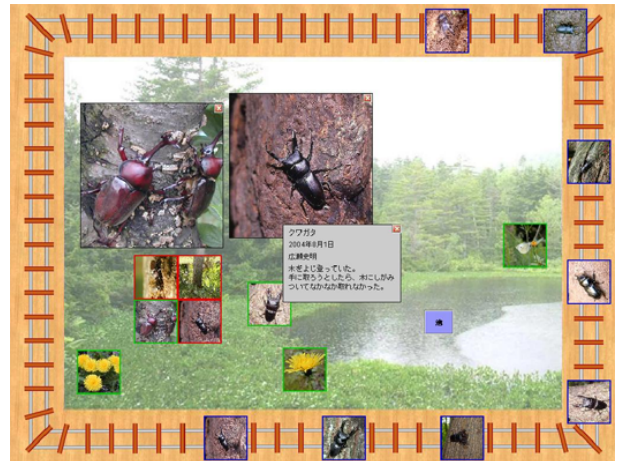 クワガタ
2004年8月1日
広瀬史明
木をよじ登っていた。
手に取ろうとしたら、木にしがみ
ついてなかなか取れなかった。